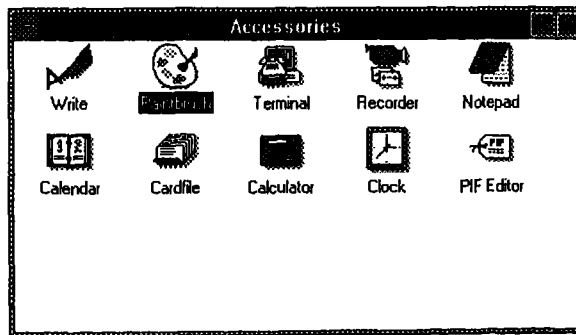 Accessories
Write Paintbrush Terminal Recorder Notepad
Calendar Cardfile Calculator Clock PIF Editor